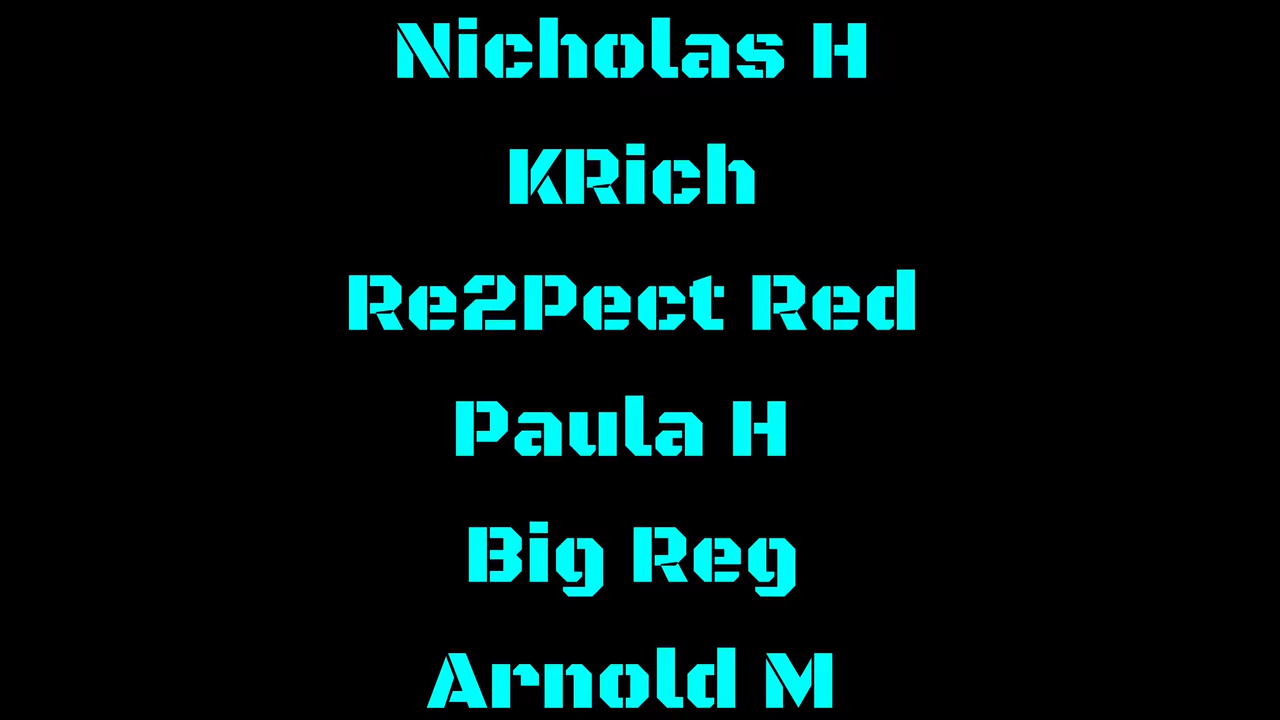 Nicholas H
KRich
Re2Pect Red
Paula H
Big Reg
Arnold M